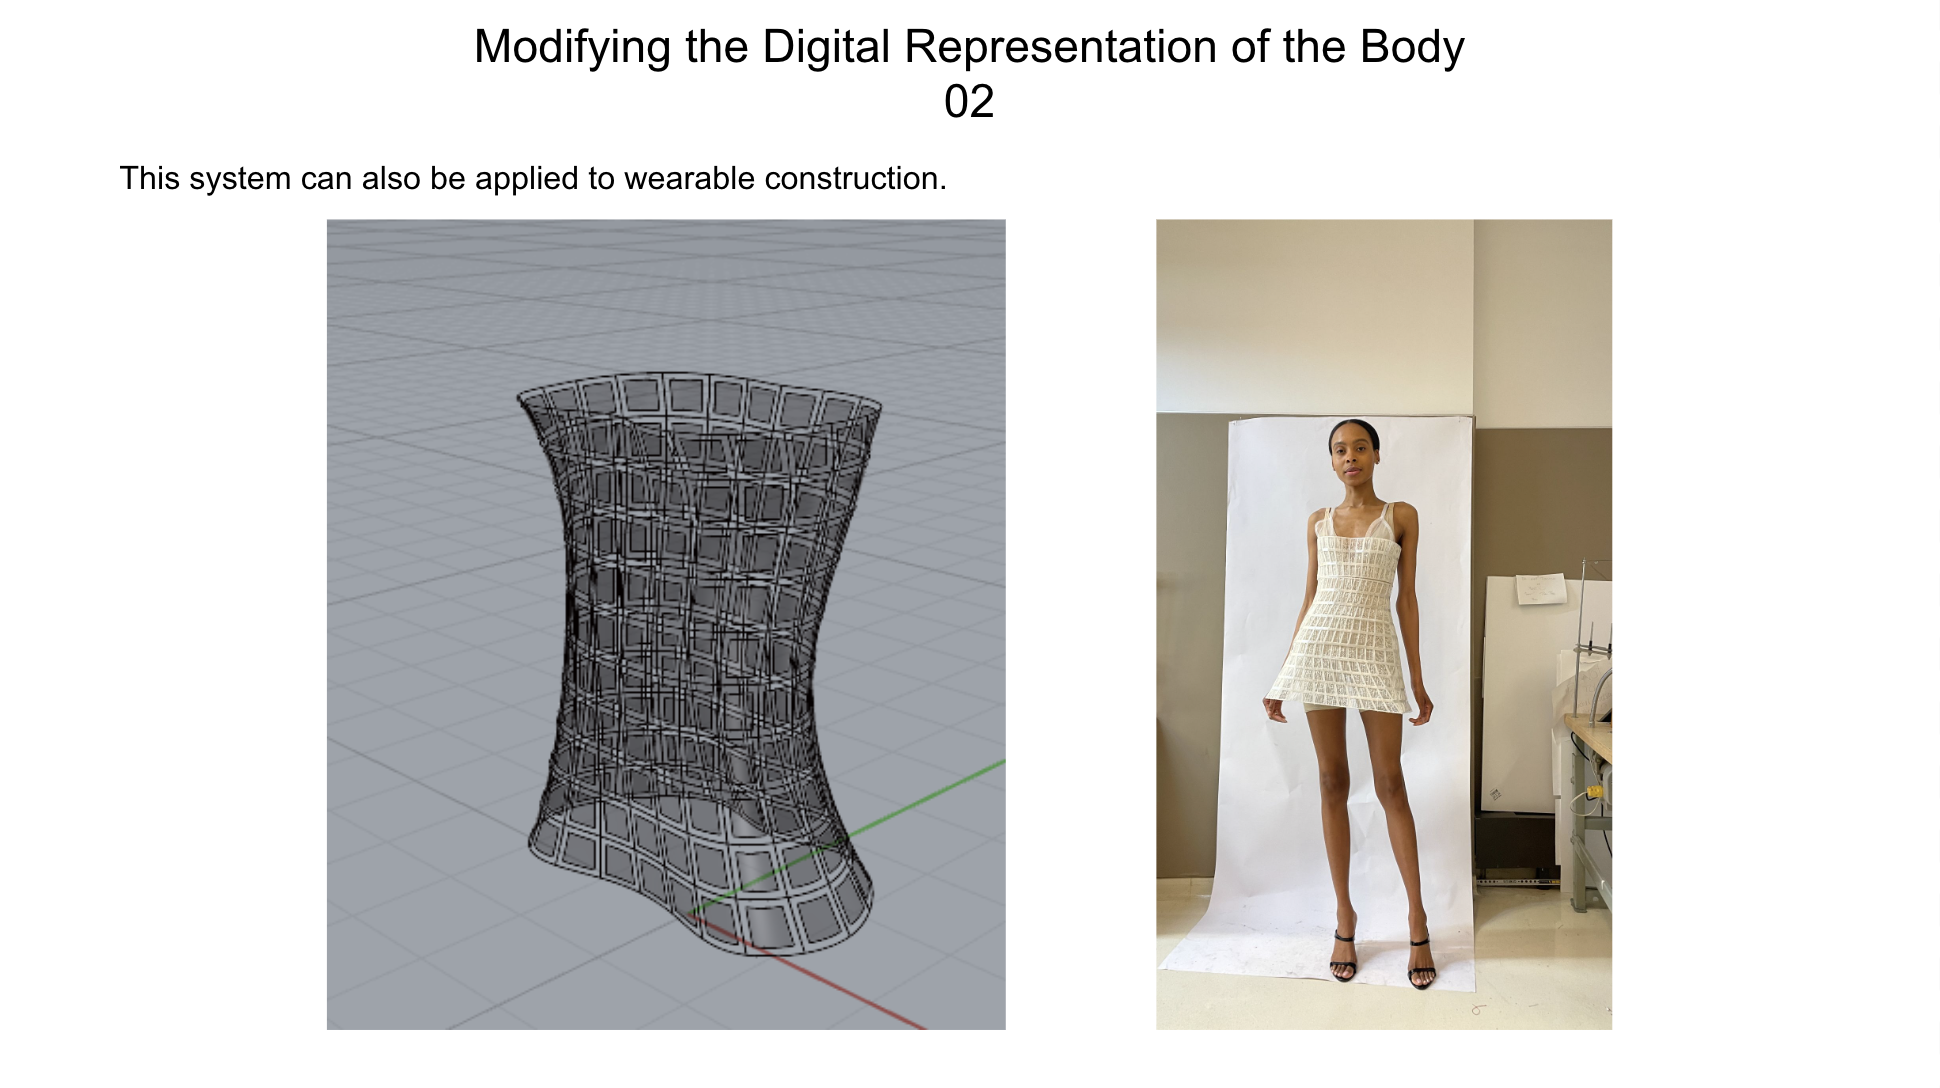 Modifying the Digital Representation of the Body
02
This system can also be applied to wearable construction.